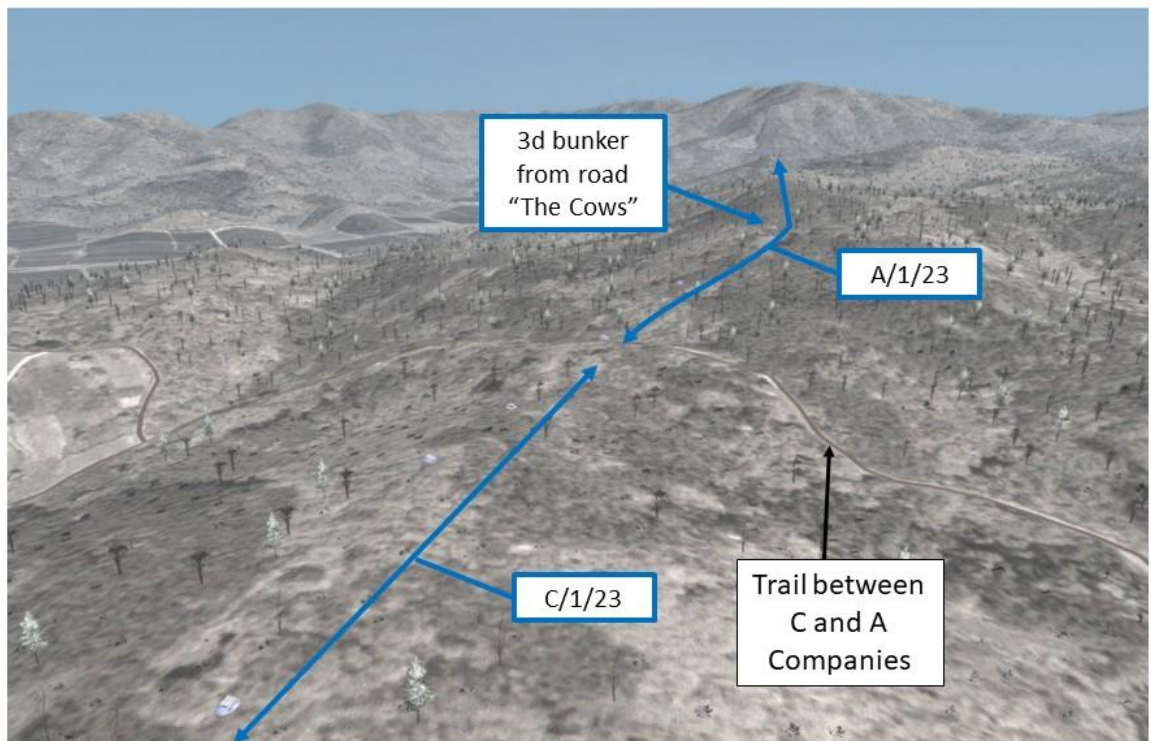 3d bunker
from road
“The Cows”
A/1/23
C/1/23
Trail between
C and A
Companies